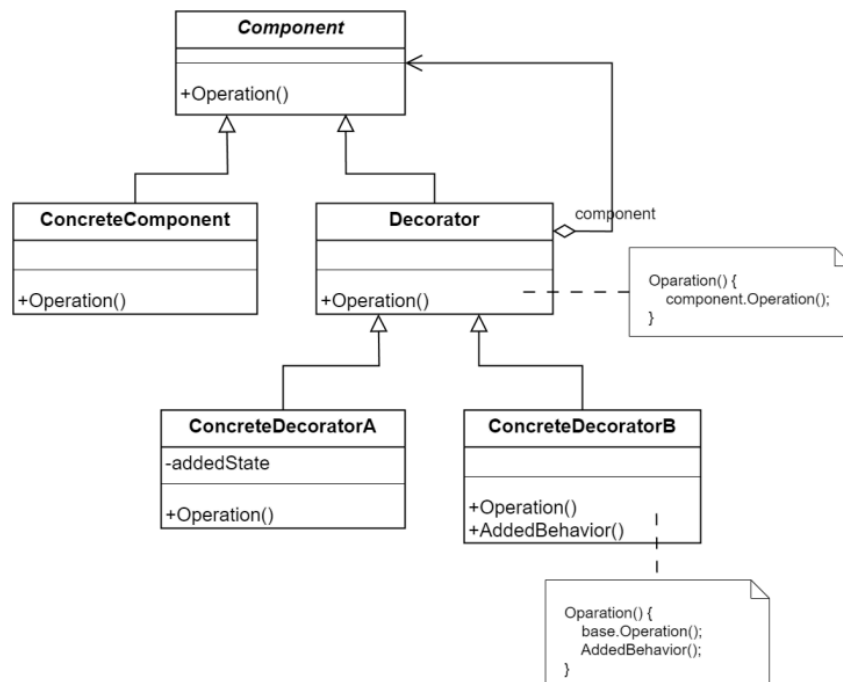 Component
+Operation()
ConcreteComponent
+Operation()
Decorator
+Operation()
component
Oparation() {
component.Operation();
}
ConcreteDecoratorA
-addedState
+Operation()
ConcreteDecoratorB
+Operation()
+AddedBehavior()
Oparation() {
base.Operation();
AddedBehavior();
}